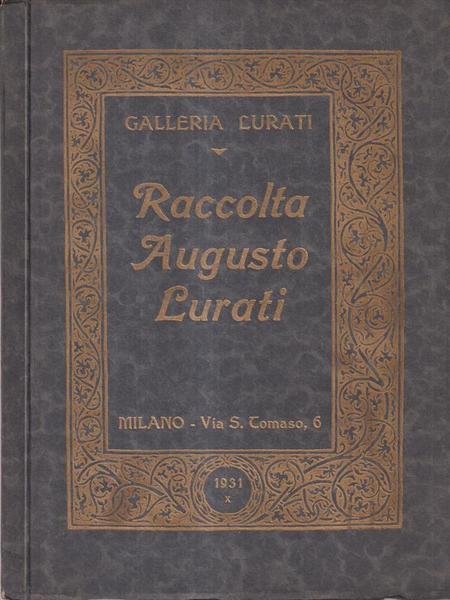 GALLERIA LURATI
Raccolta
Augusto
Lurati
MILANO - Via S. Tomaso, 6
1931
X